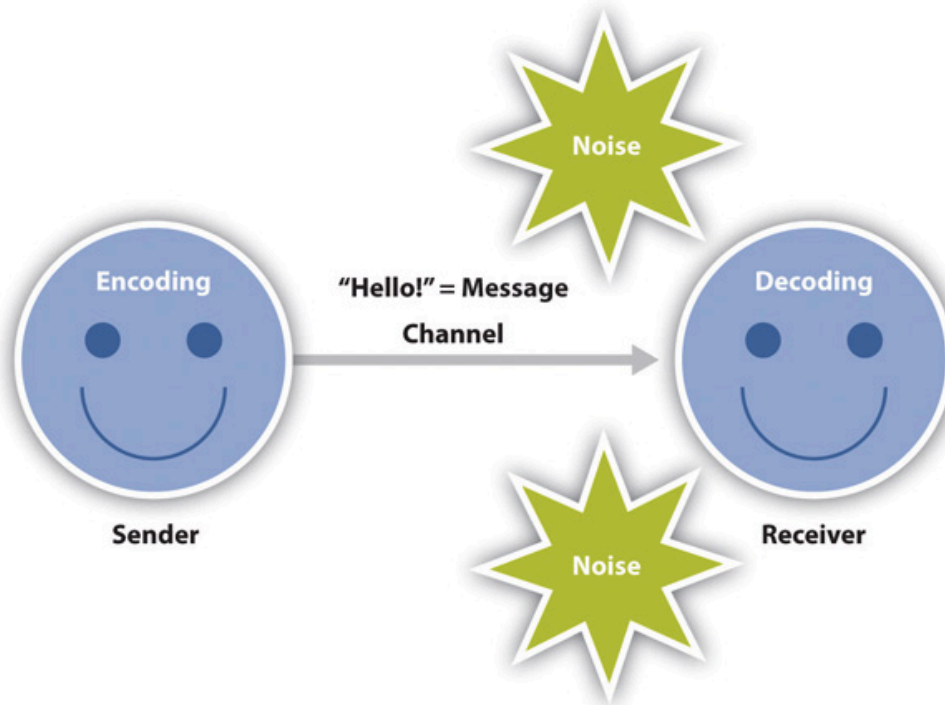 Noise
Encoding
“Hello!” = Message
Channel
Decoding
Sender
Receiver
Noise